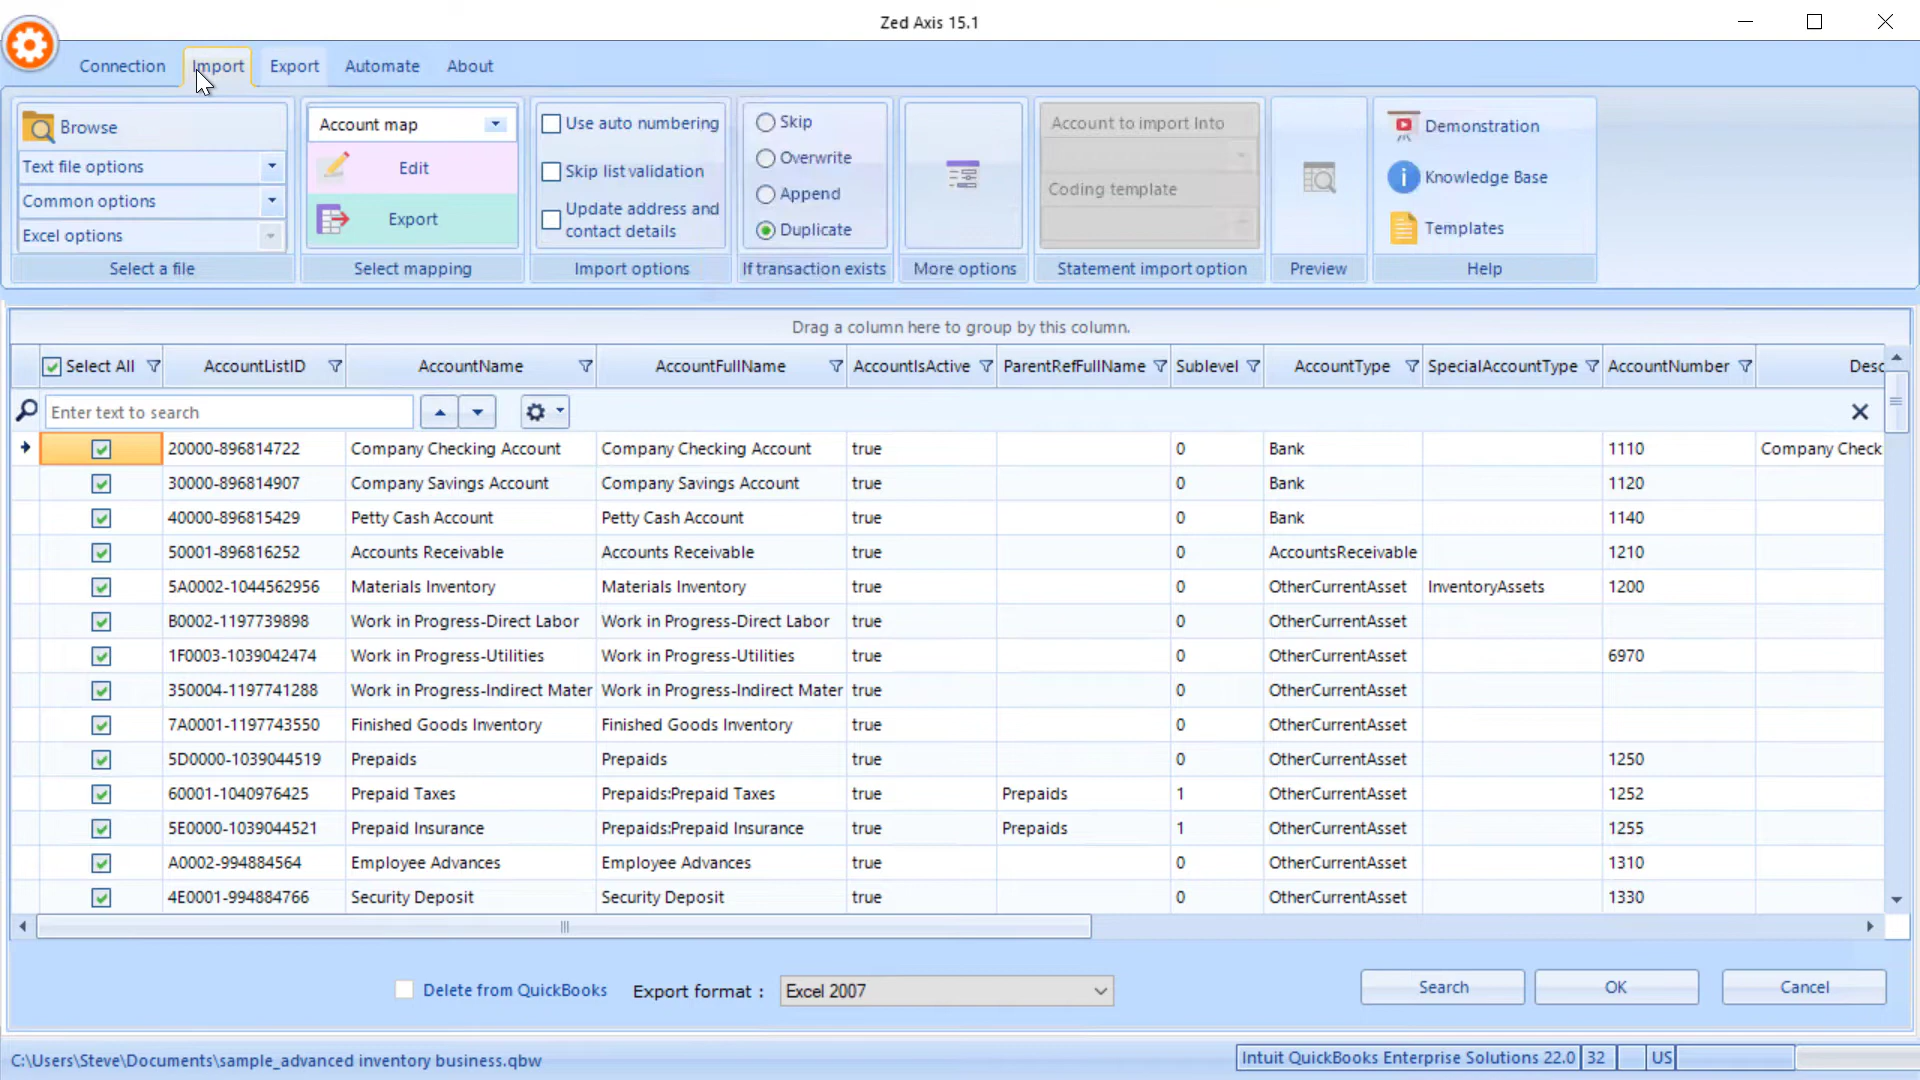 Zed Axis 15.1
Connection Import Export Automate About
Browse
Text file options
Common options
Excel options
Select a file
Account map
Edit
Export
Select mapping
Use auto numbering
Skip list validation
Update address and
contact details
Import options
Skip
Overwrite
Append
Duplicate
If transaction exists
More options
Account to import Into
Coding template
Statement import option
Preview
Demonstration
Knowledge Base
Templates
Help
Drag a column here to group by this column.
Select All AccountListID AccountName AccountFullName AccountIsActive ParentRefFullName Sublevel AccountType SpecialAccountType AccountNumber Desc
Enter text to search
20000-896814722 Company Checking Account Company Checking Account true 0 Bank 1110 Company Check
30000-896814907 Company Savings Account Company Savings Account true 0 Bank 1120
40000-896815429 Petty Cash Account Petty Cash Account true 0 Bank 1140
50001-896816252 Accounts Receivable Accounts Receivable true 0 AccountsReceivable 1210
5A0002-1044562956 Materials Inventory Materials Inventory true 0 OtherCurrentAsset InventoryAssets 1200
B0002-1197739898 Work in Progress-Direct Labor Work in Progress-Direct Labor true 0 OtherCurrentAsset
1F0003-1039042474 Work in Progress-Utilities Work in Progress-Utilities true 0 OtherCurrentAsset 6970
350004-1197741288 Work in Progress-Indirect Mater Work in Progress-Indirect Mater true 0 OtherCurrentAsset
7A0001-1197743550 Finished Goods Inventory Finished Goods Inventory true 0 OtherCurrentAsset
5D0000-1039044519 Prepaids Prepaids true 0 OtherCurrentAsset 1250
60001-1040976425 Prepaid Taxes Prepaids:Prepaid Taxes true Prepaids 1 OtherCurrentAsset 1252
5E0000-1039044521 Prepaid Insurance Prepaids:Prepaid Insurance true Prepaids 1 OtherCurrentAsset 1255
A0002-994884564 Employee Advances Employee Advances true 0 OtherCurrentAsset 1310
4E0001-994884766 Security Deposit Security Deposit true 0 OtherCurrentAsset 1330
Delete from QuickBooks Export format : Excel 2007 Search OK Cancel
C:\Users\Steve\Documents\sample_advanced inventory business.qbw Intuit QuickBooks Enterprise Solutions 22.0 32 US